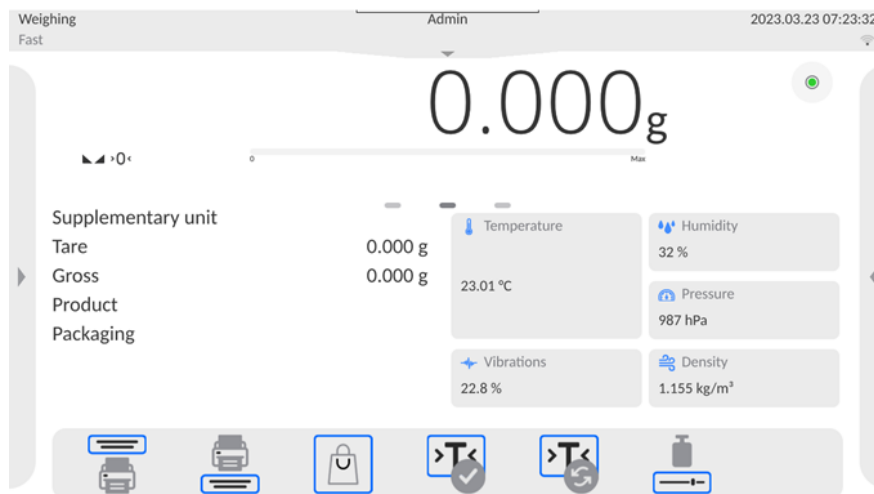 Weighing
Admin
2023.03.23 07:23:32
Fast
0.000 g
›0‹
0
Max
Supplementary unit
Tare 0.000 g
Gross 0.000 g
Product
Packaging
Temperature
23.01 °C
Humidity
32 %
Pressure
987 hPa
Vibrations
22.8 %
Density
1.155 kg/m³
›T‹
›T‹